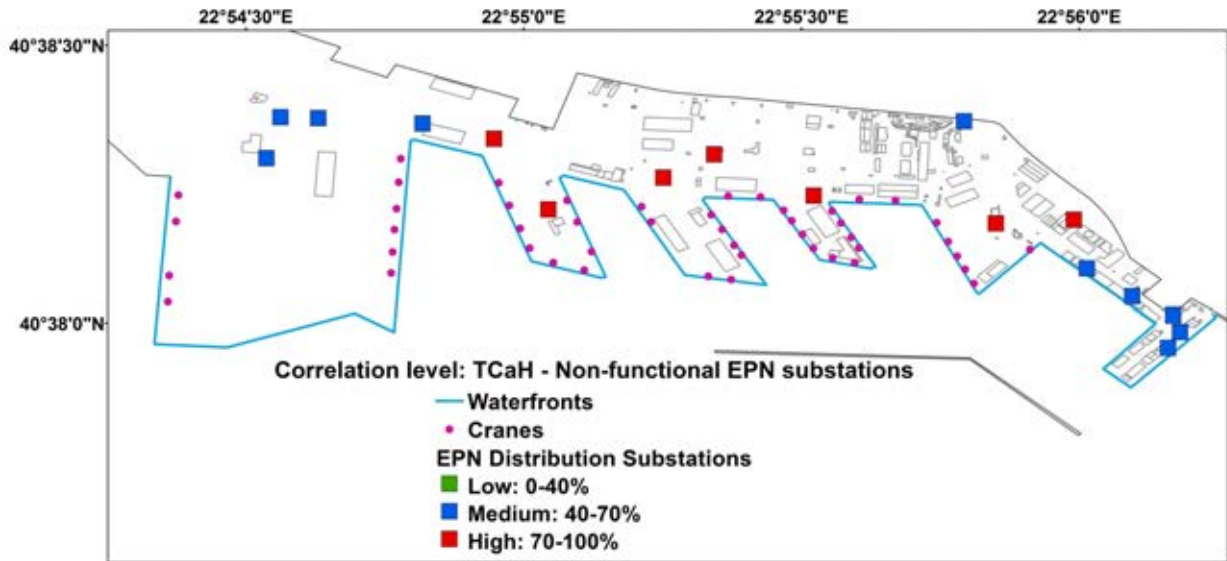 22°54'30"E 22°55'0"E 22°55'30"E 22°56'0"E
40°38'30"N
40°38'0"N
Correlation level: TCaH - Non-functional EPN substations
Waterfronts
Cranes
EPN Distribution Substations
Low: 0-40%
Medium: 40-70%
High: 70-100%